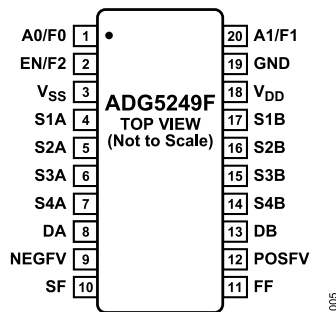 A0/F0 1 20 A1/F1
EN/F2 2 19 GND
VSS 3 18 VDD
ADG5249F
S1A 4 17 S1B
TOP VIEW
(Not to Scale)
S2A 5 16 S2B
S3A 6 15 S3B
S4A 7 14 S4B
DA 8 13 DB
NEGFV 9 12 POSFV
SF 10 11 FF
005